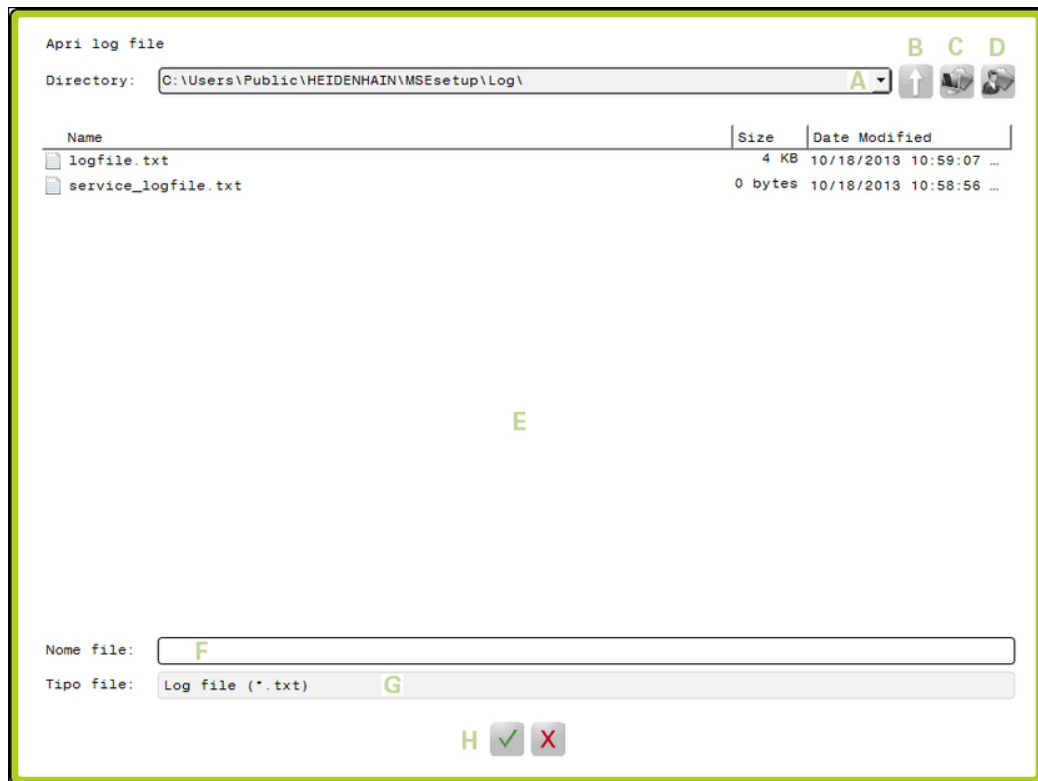 Apri log file
B C D
Directory: C:\Users\Public\HEIDENHAIN\MSEsetup\Log\ A
Name Size Date Modified
logfile.txt 4 KB 10/18/2013 10:59:07 …
service_logfile.txt 0 bytes 10/18/2013 10:58:56 …
E
Nome file: F
Tipo file: Log file (*.txt) G
H